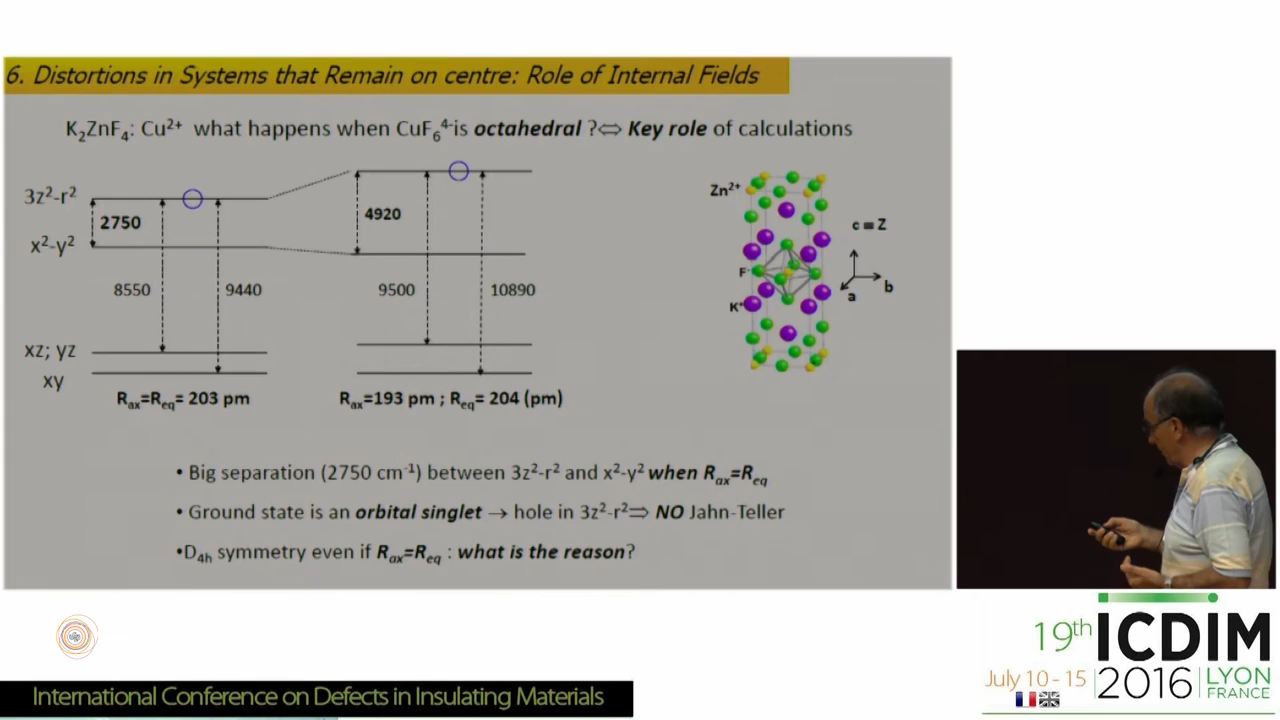 6. Distortions in Systems that Remain on centre: Role of Internal Fields
K₂ZnF₄: Cu²⁺ what happens when CuF₆⁴⁻is octahedral ?⇔ Key role of calculations
3z²-r²
x²-y²
xz; yz
xy
2750
8550
9440
Rax=Req= 203 pm
4920
9500
10890
Rax=193 pm ; Req= 204 (pm)
Zn²⁺
F⁻
K⁺
c ≡ Z
b
a
• Big separation (2750 cm⁻¹) between 3z²-r² and x²-y² when Rax=Req
• Ground state is an orbital singlet → hole in 3z²-r²⇒ NO Jahn-Teller
•D4h symmetry even if Rax=Req : what is the reason?
19th ICDIM
July 10 - 15 2016 LYON
FRANCE
International Conference on Defects in Insulating Materials